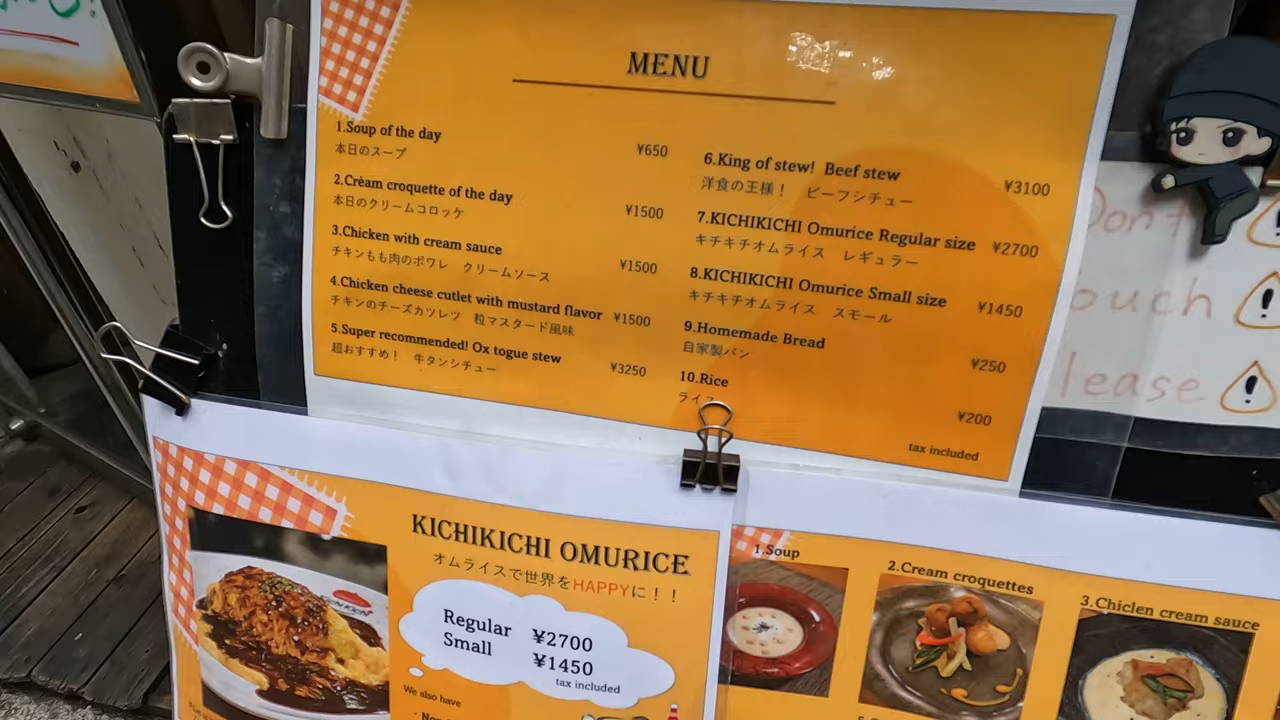 MENU
1.Soup of the day
本日のスープ
¥650
2.Crèam croquette of the day
本日のクリームコロッケ
¥1500
3.Chicken with cream sauce
チキンもも肉のポワレ クリームソース
¥1500
4.Chicken cheese cutlet with mustard flavor
チキンのチーズカツレツ 粒マスタード風味
¥1500
5.Super recommended! Ox togue stew
超おすすめ! 牛タンシチュー
¥3250
6.King of stew! Beef stew
洋食の王様! ビーフシチュー
¥3100
7.KICHIKICHI Omurice Regular size
キチキチオムライス レギュラー
¥2700
8.KICHIKICHI Omurice Small size
キチキチオムライス スモール
¥1450
9.Homemade Bread
自家製パン
¥250
10.Rice
ライス
¥200
tax included
Don't
ouch
lease
KICHIKICHI OMURICE
オムライスで世界をHAPPYに!!
Regular ¥2700
Small ¥1450
tax included
We also have
1.Soup
2.Cream croquettes
3.Chiclen cream sauce